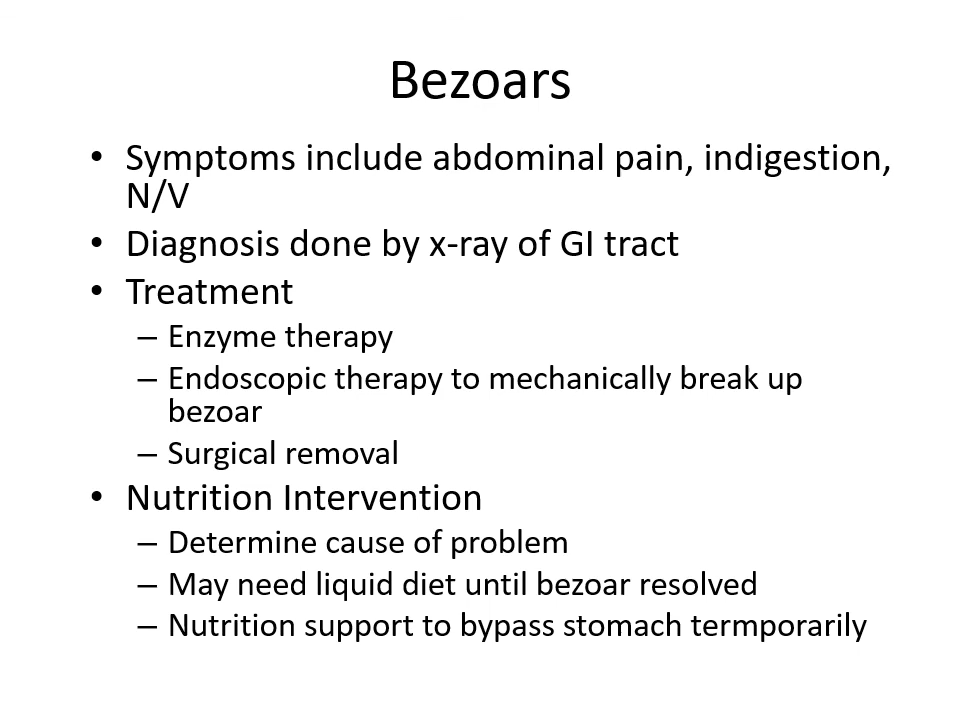 Bezoars
• Symptoms include abdominal pain, indigestion,
N/V
• Diagnosis done by x-ray of GI tract
• Treatment
– Enzyme therapy
– Endoscopic therapy to mechanically break up
bezoar
– Surgical removal
• Nutrition Intervention
– Determine cause of problem
– May need liquid diet until bezoar resolved
– Nutrition support to bypass stomach termporarily